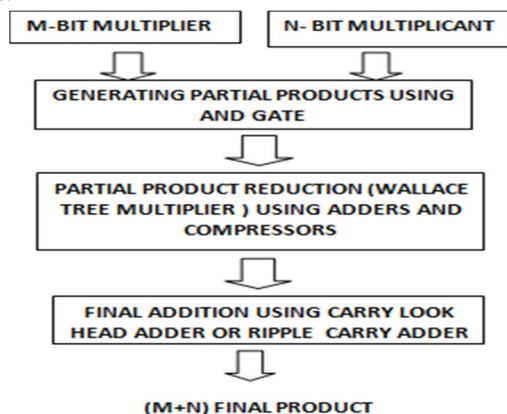 M-BIT MULTIPLIER
N- BIT MULTIPLICANT
GENERATING PARTIAL PRODUCTS USING
AND GATE
PARTIAL PRODUCT REDUCTION (WALLACE
TREE MULTIPLIER ) USING ADDERS AND
COMPRESSORS
FINAL ADDITION USING CARRY LOOK
HEAD ADDER OR RIPPLE CARRY ADDER
(M+N) FINAL PRODUCT